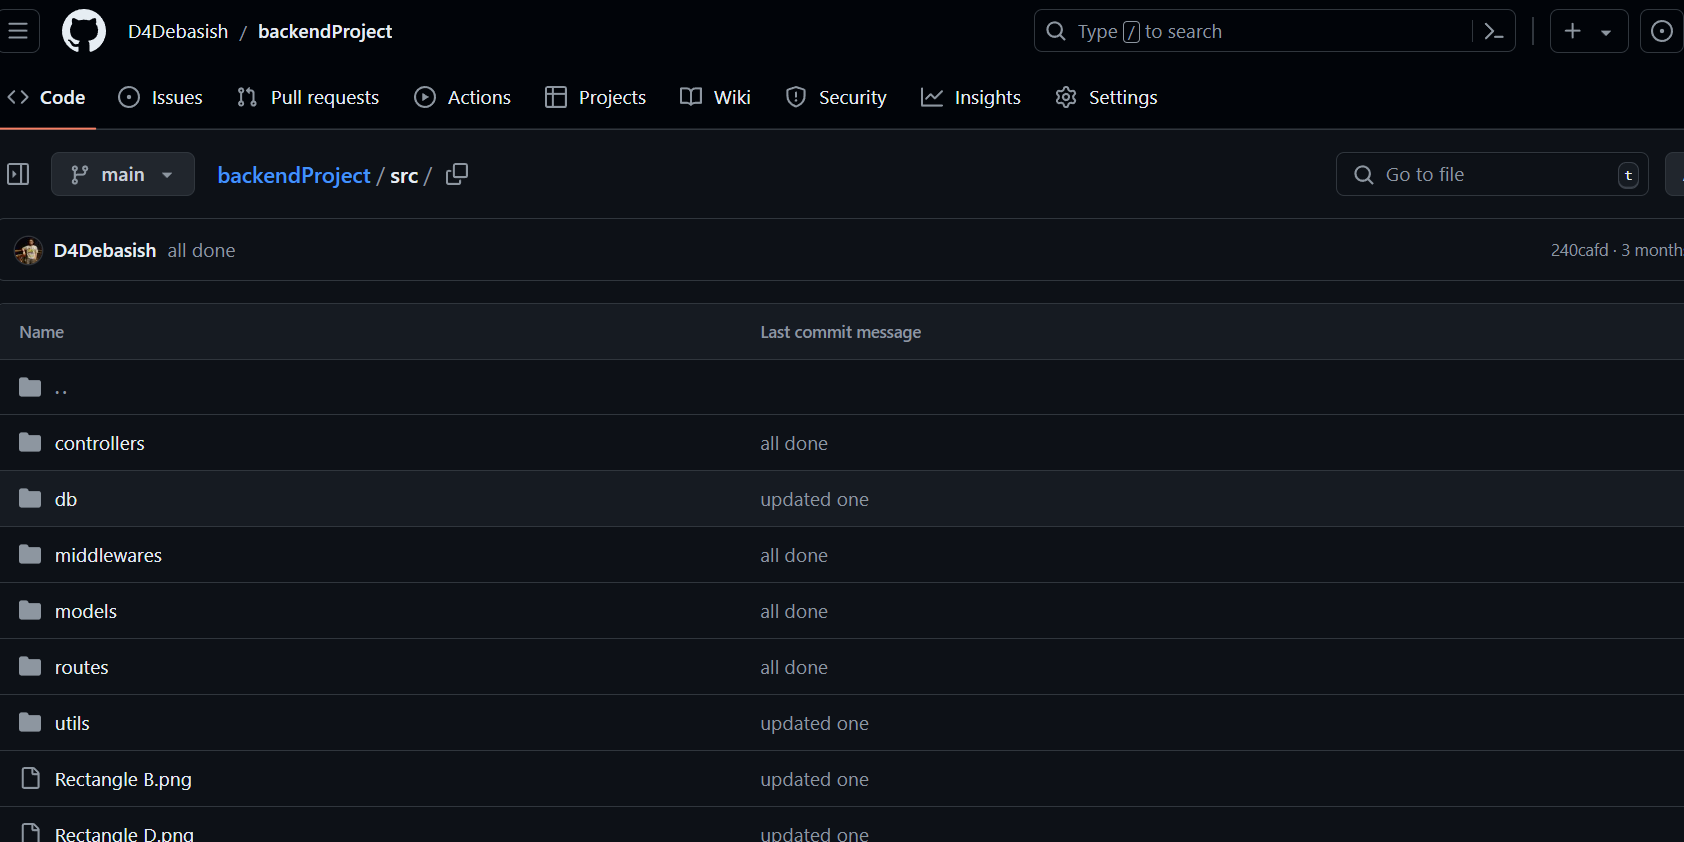 D4Debasish / backendProject
Type / to search
Code Issues Pull requests Actions Projects Wiki Security Insights Settings
main backendProject / src / Go to file t
D4Debasish all done 240cafd · 3 months
Name Last commit message
..
controllers all done
db updated one
middlewares all done
models all done
routes all done
utils updated one
Rectangle B.png updated one
Rectangle D.png updated one